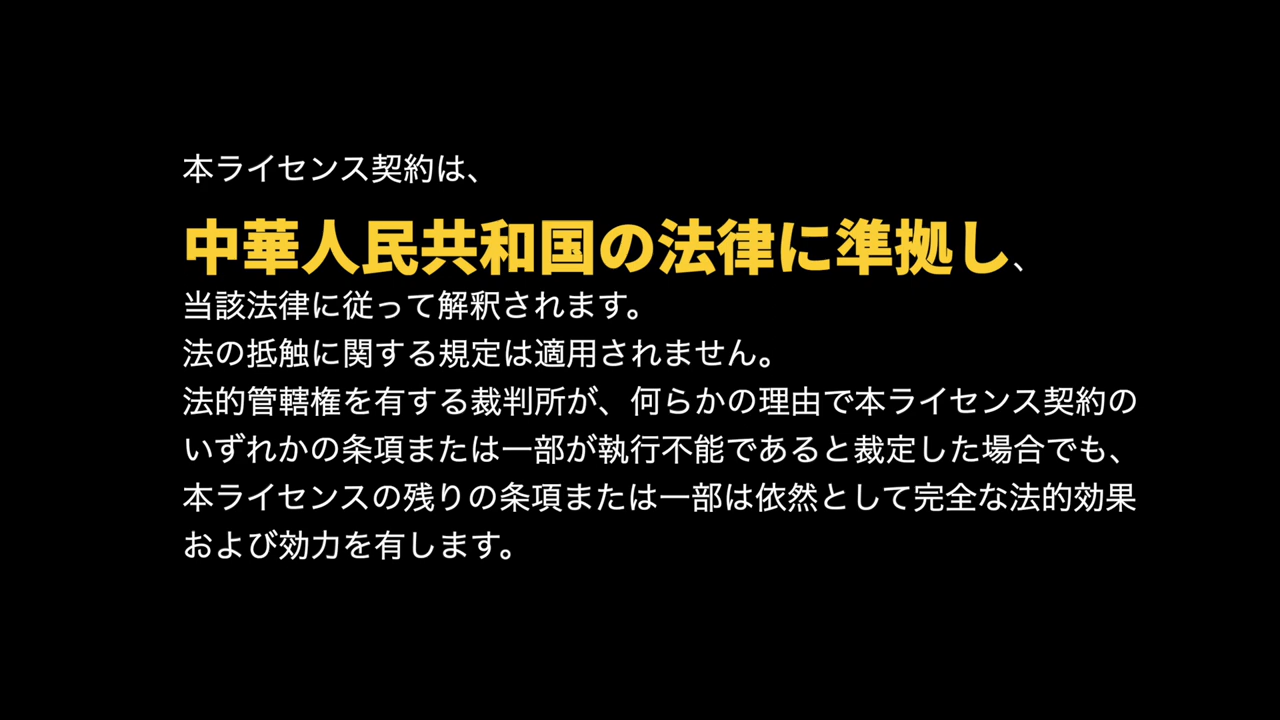 本ライセンス契約は、
中華人民共和国の法律に準拠し、
当該法律に従って解釈されます。
法の抵触に関する規定は適用されません。
法的管轄権を有する裁判所が、何らかの理由で本ライセンス契約の
いずれかの条項または一部が執行不能であると裁定した場合でも、
本ライセンスの残りの条項または一部は依然として完全な法的効果
および効力を有します。